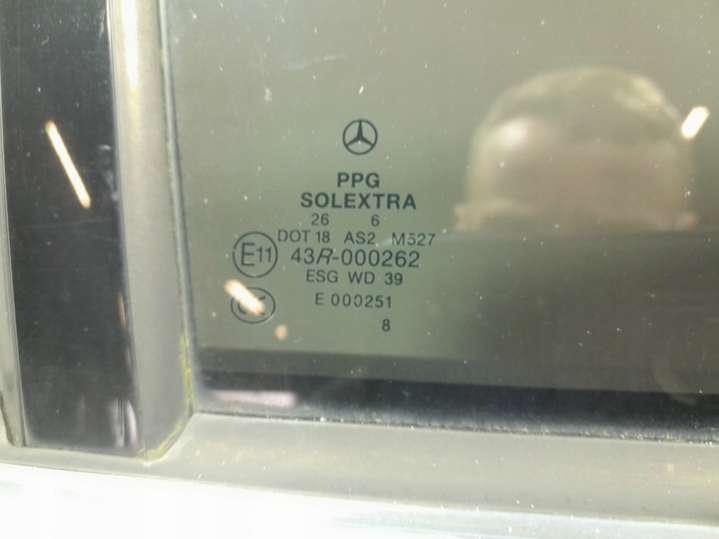 PPG
SOLEXTRA
26 6
DOT 18 AS2 M527
E11 43R-000262
ESG WD 39
E 000251
8